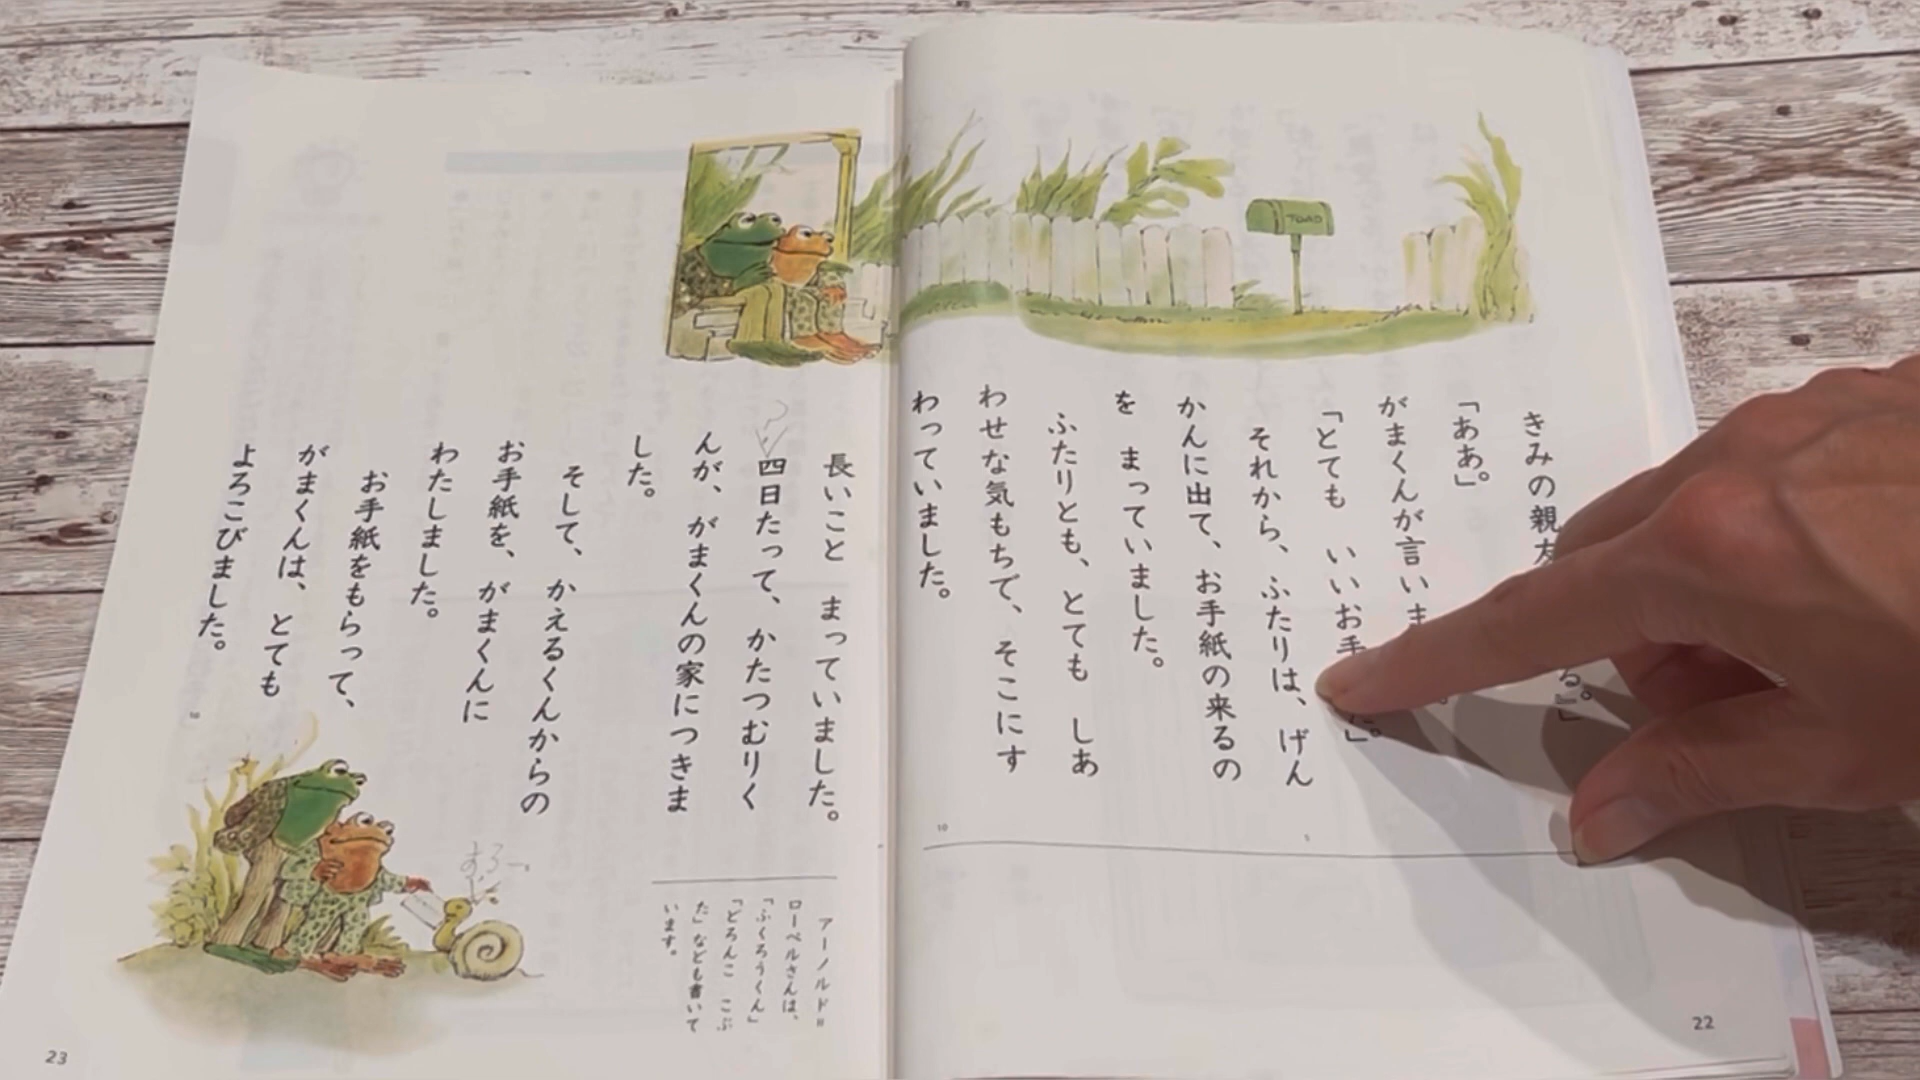 きみの親友
る。』」
「ああ。」
がまくんが言いま
「とても いいお手
だ。」
それから、ふたりは、げん
かんに出て、お手紙の来るの
を まっていました。
ふたりとも、とても しあ
わせな気もちで、そこにす
わっていました。
長いこと まっていました。
四日たって、かたつむりく
んが、がまくんの家につきま
した。
そして、かえるくんからの
お手紙を、がまくんに
わたしました。
お手紙をもらって、
がまくんは、とても
よろこびました。
アーノルド=
ローベルさんは、
「ふくろうくん」
「どろんこ こぶ
た」なども書いて
います。
TOAD
5
10
22
23